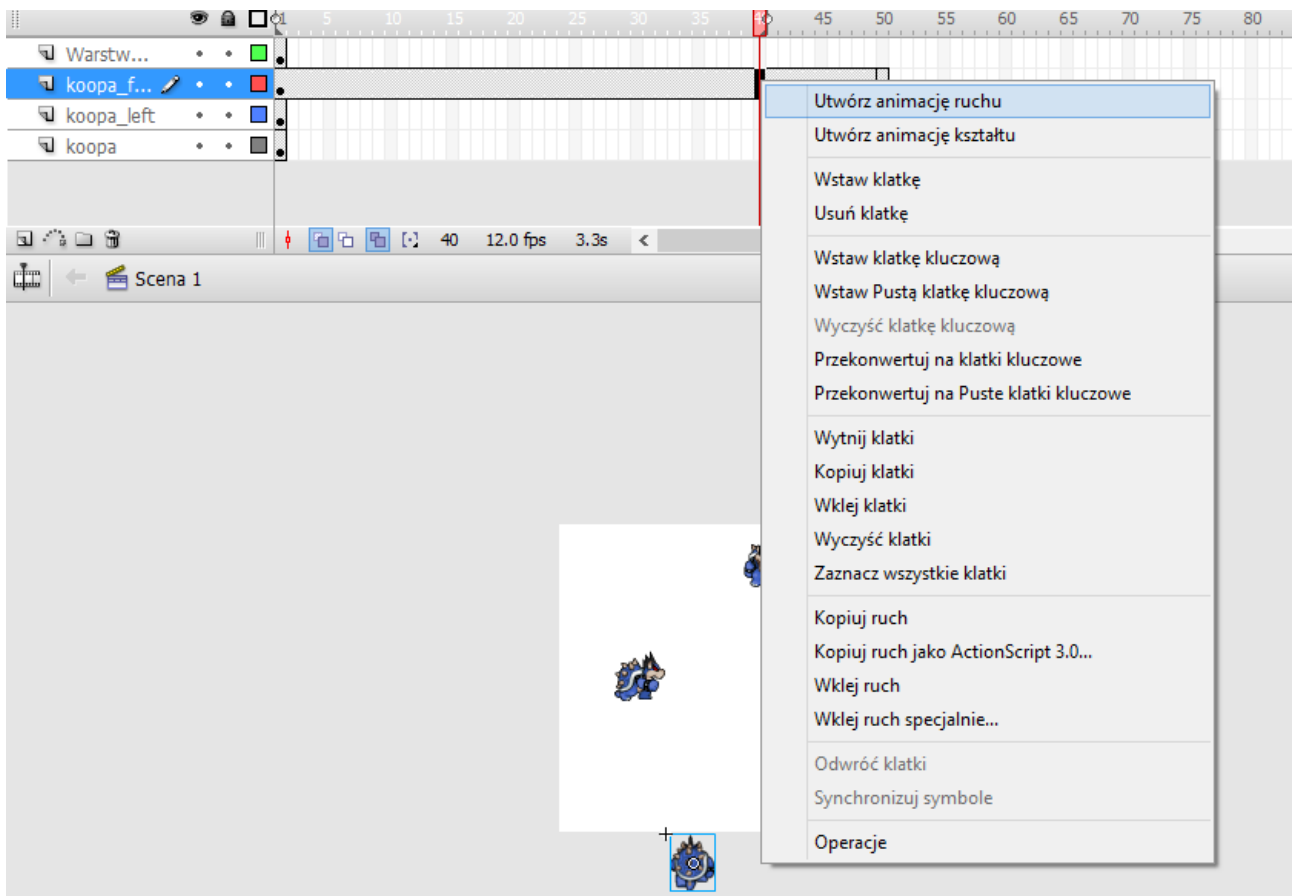 1 5 10 15 20 25 30 35 40 45 50 55 60 65 70 75 80
Warstw...
koopa_f...
koopa_left
koopa
40 12.0 fps 3.3s
Scena 1
Utwórz animację ruchu
Utwórz animację kształtu
Wstaw klatkę
Usuń klatkę
Wstaw klatkę kluczową
Wstaw Pustą klatkę kluczową
Wyczyść klatkę kluczową
Przekonwertuj na klatki kluczowe
Przekonwertuj na Puste klatki kluczowe
Wytnij klatki
Kopiuj klatki
Wklej klatki
Wyczyść klatki
Zaznacz wszystkie klatki
Kopiuj ruch
Kopiuj ruch jako ActionScript 3.0...
Wklej ruch
Wklej ruch specjalnie...
Odwróć klatki
Synchronizuj symbole
Operacje